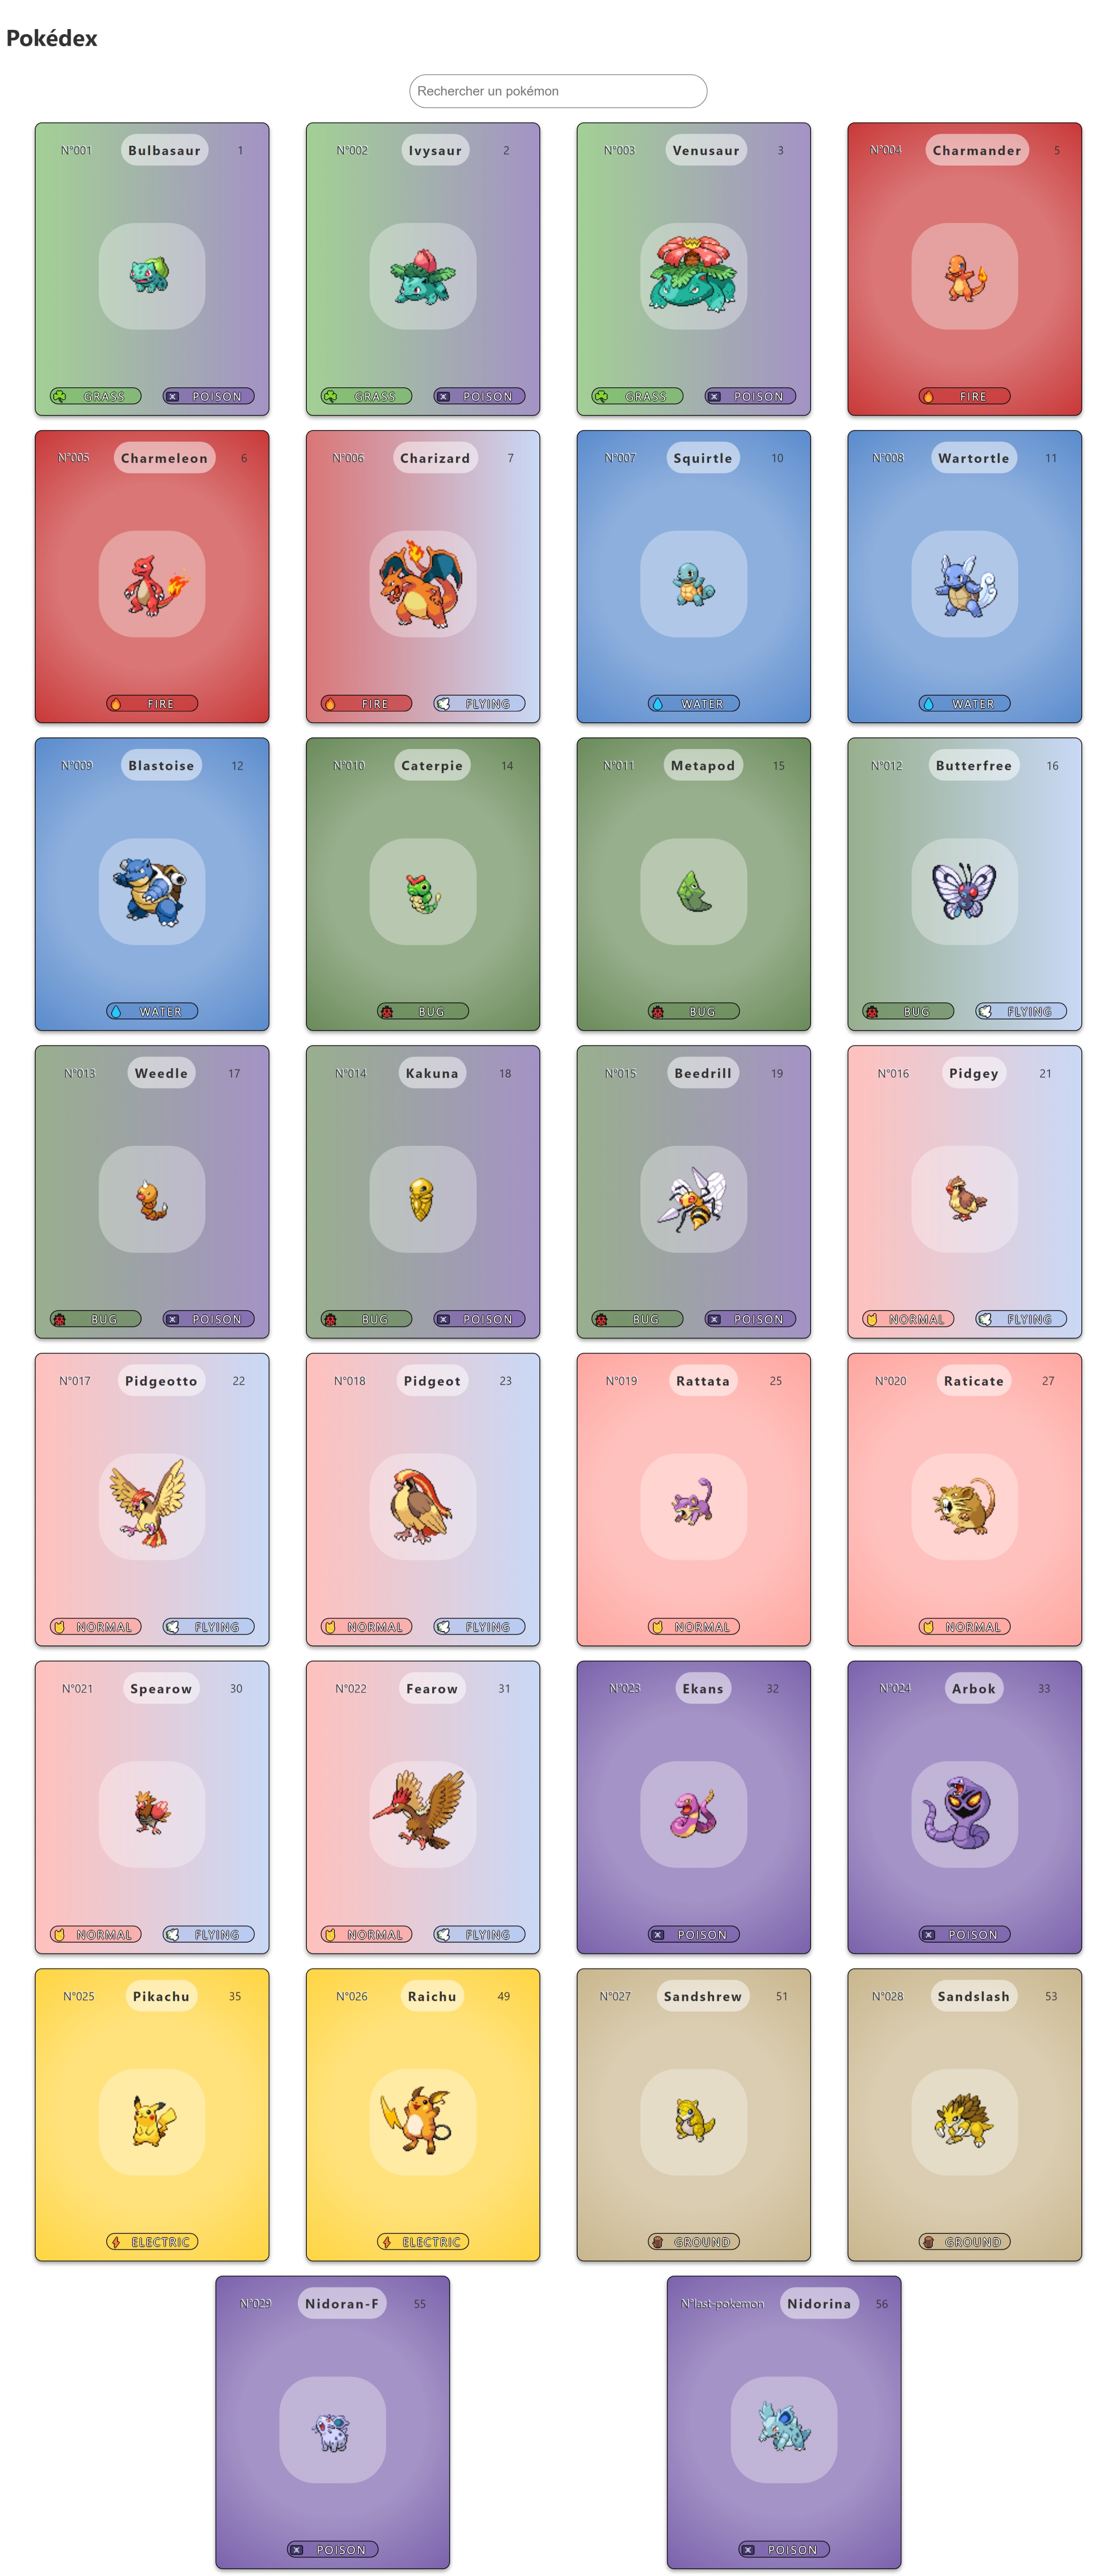 Pokédex
Rechercher un pokémon
N°001 Bulbasaur 1
GRASS POISON
N°002 Ivysaur 2
GRASS POISON
N°003 Venusaur 3
GRASS POISON
N°004 Charmander 5
FIRE
N°005 Charmeleon 6
FIRE
N°006 Charizard 7
FIRE FLYING
N°007 Squirtle 10
WATER
N°008 Wartortle 11
WATER
N°009 Blastoise 12
WATER
N°010 Caterpie 14
BUG
N°011 Metapod 15
BUG
N°012 Butterfree 16
BUG FLYING
N°013 Weedle 17
BUG POISON
N°014 Kakuna 18
BUG POISON
N°015 Beedrill 19
BUG POISON
N°016 Pidgey 21
NORMAL FLYING
N°017 Pidgeotto 22
NORMAL FLYING
N°018 Pidgeot 23
NORMAL FLYING
N°019 Rattata 25
NORMAL
N°020 Raticate 27
NORMAL
N°021 Spearow 30
NORMAL FLYING
N°022 Fearow 31
NORMAL FLYING
N°023 Ekans 32
POISON
N°024 Arbok 33
POISON
N°025 Pikachu 35
ELECTRIC
N°026 Raichu 49
ELECTRIC
N°027 Sandshrew 51
GROUND
N°028 Sandslash 53
GROUND
N°029 Nidoran-F 55
POISON
N°last-pokemon Nidorina 56
POISON